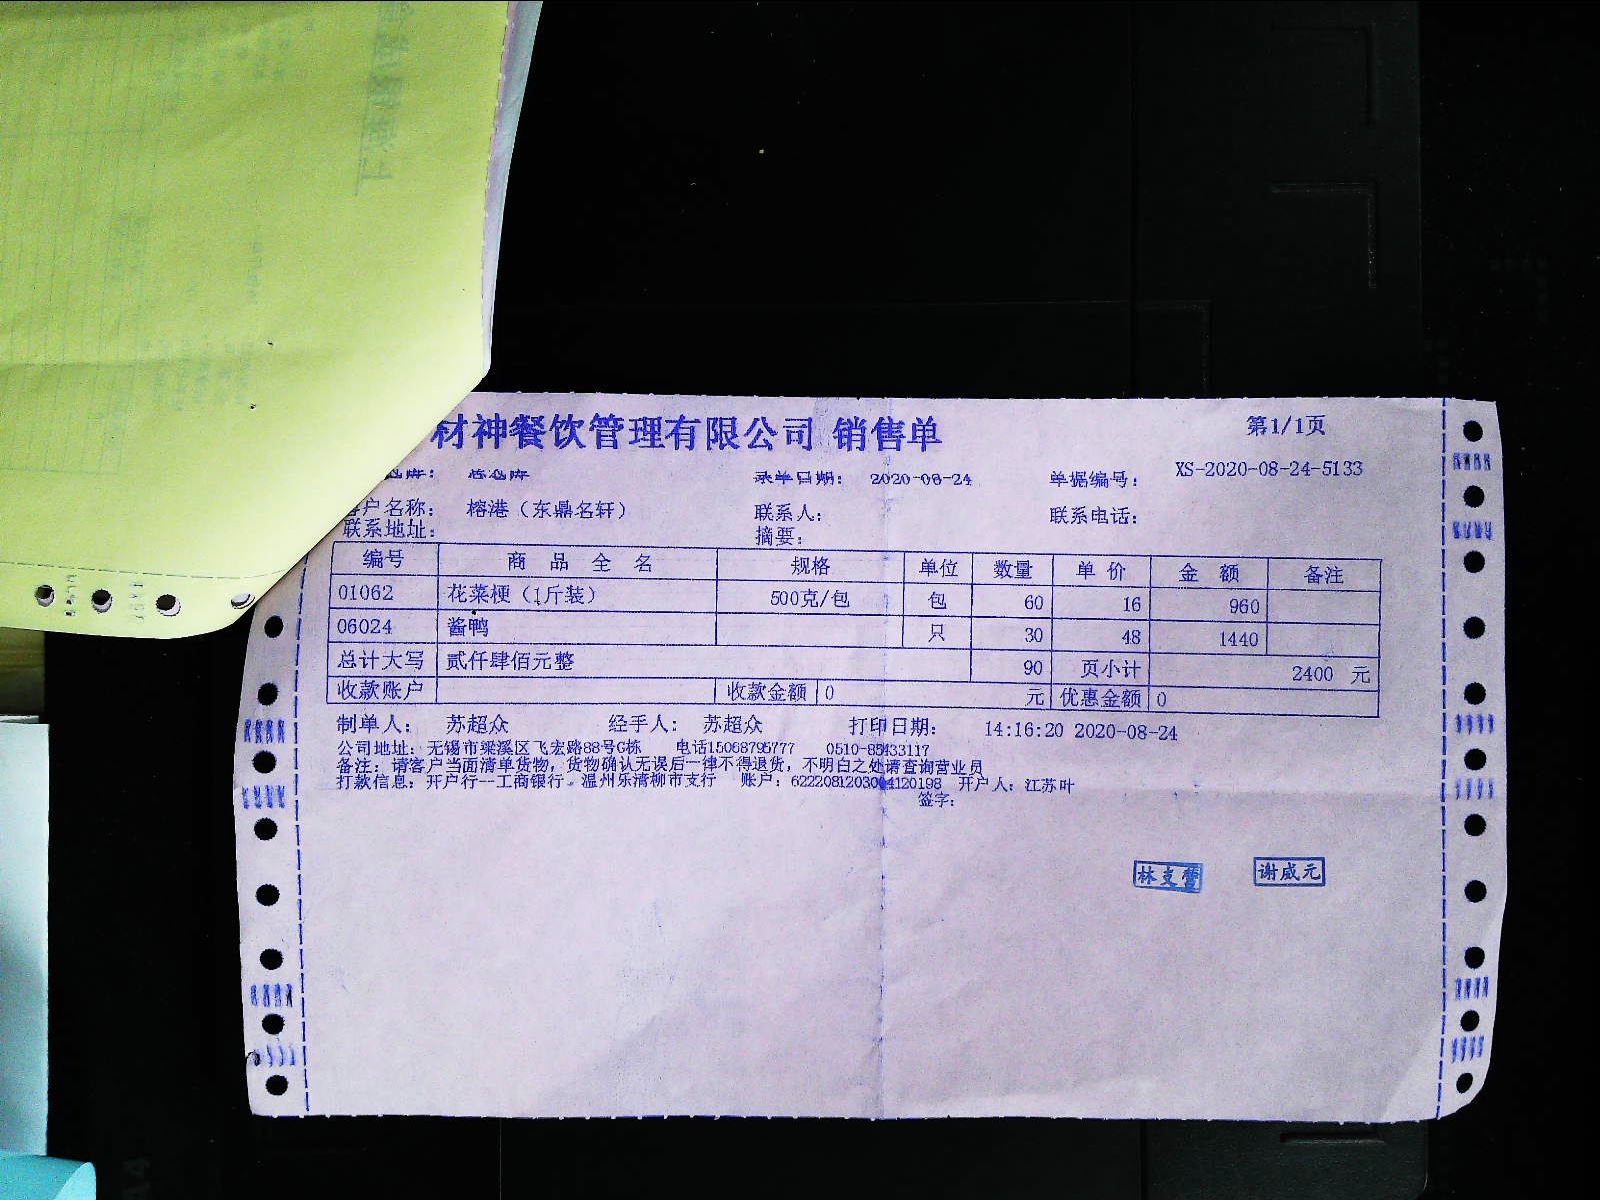 材神餐饮管理有限公司 销售单 第1/1页
录单日期: 2020-08-24 单据编号: XS-2020-08-24-5133
户名称: 榕港（东鼎名轩） 联系人: 联系电话:
联系地址: 摘要:
编号 商品全名 规格 单位 数量 单价 金额 备注
01062 花菜梗（1斤装） 500克/包 包 60 16 960
06024 酱鸭 只 30 48 1440
总计大写 贰仟肆佰元整 90 页小计 2400 元
收款账户 收款金额 0 元 优惠金额 0
制单人: 苏超众 经手人: 苏超众 打印日期: 14:16:20 2020-08-24
公司地址: 无锡市梁溪区飞宏路88号G栋 电话15068795777 0510-85433117
备注: 请客户当面清单货物, 货物确认无误后一律不得退货, 不明白之处请查询营业员
打款信息: 开户行--工商银行。温州乐清柳市支行 账户: 开户人: 江苏叶
签字:
谢威元